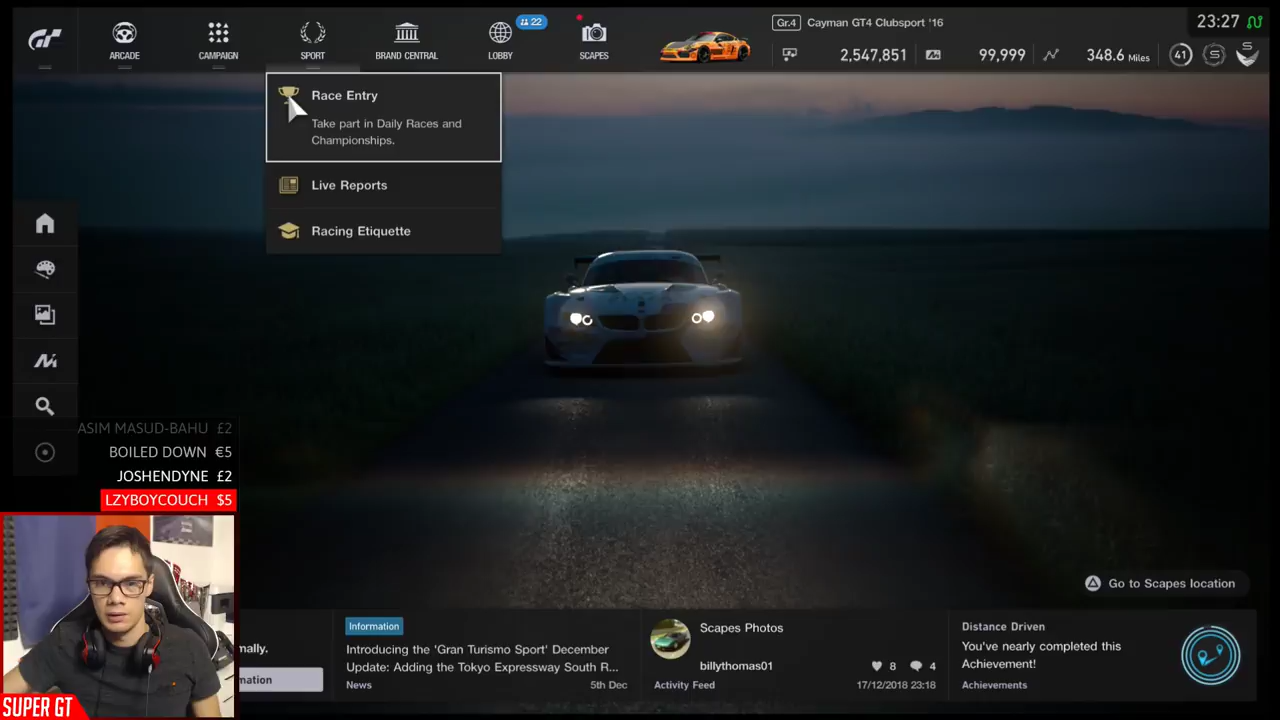 ARCADE
CAMPAIGN
SPORT
BRAND CENTRAL
LOBBY
22
SCAPES
Gr.4 Cayman GT4 Clubsport '16
23:27
2,547,851
99,999
348.6 Miles
41
S
S
Race Entry
Take part in Daily Races and
Championships.
Live Reports
Racing Etiquette
ASIM MASUD-BAHU £2
BOILED DOWN €5
JOSHENDYNE £2
LZYBOYCOUCH $5
SUPER GT
Go to Scapes location
mally.
mation
Information
Introducing the 'Gran Turismo Sport' December
Update: Adding the Tokyo Expressway South R...
News
5th Dec
Scapes Photos
billythomas01
8
4
Activity Feed
17/12/2018 23:18
Distance Driven
You've nearly completed this
Achievement!
Achievements